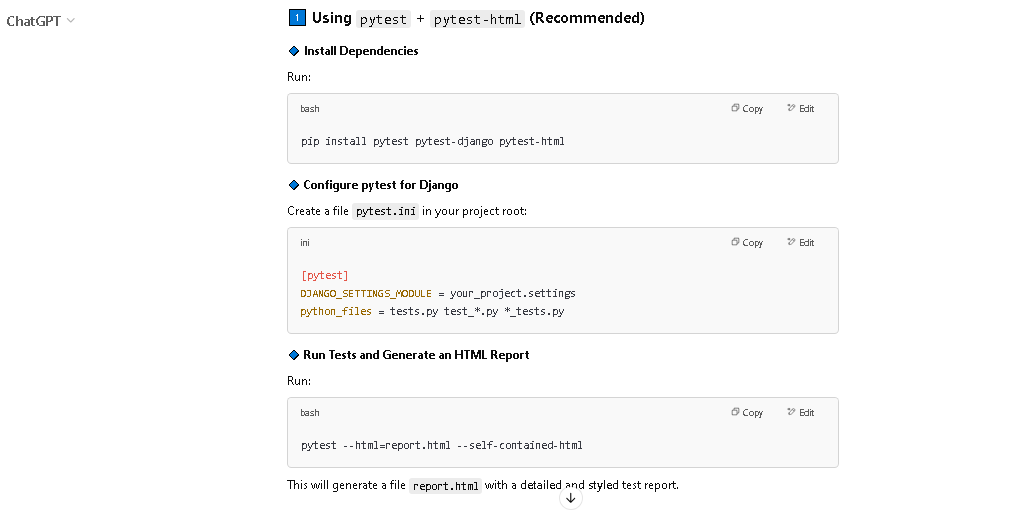 ChatGPT
1 Using pytest + pytest-html (Recommended)
Install Dependencies
Run:
bash Copy Edit
pip install pytest pytest-django pytest-html
Configure pytest for Django
Create a file pytest.ini in your project root:
ini Copy Edit
[pytest]
DJANGO_SETTINGS_MODULE = your_project.settings
python_files = tests.py test_*.py *_tests.py
Run Tests and Generate an HTML Report
Run:
bash Copy Edit
pytest --html=report.html --self-contained-html
This will generate a file report.html with a detailed and styled test report.